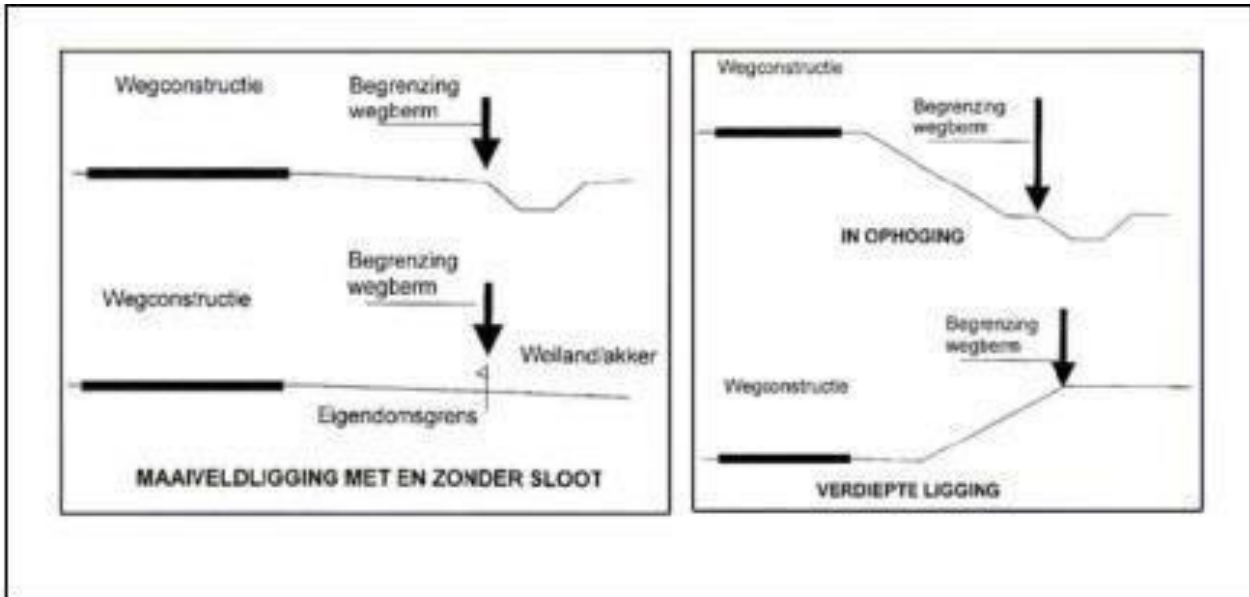 Wegconstructie
Begrenzing
wegberm
Begrenzing
wegberm
Wegconstructie
Weiland/akker
Eigendomsgrens
MAAIVELDLIGGING MET EN ZONDER SLOOT
Wegconstructie
Begrenzing
wegberm
IN OPHOGING
Begrenzing
wegberm
Wegconstructie
VERDIEPTE LIGGING